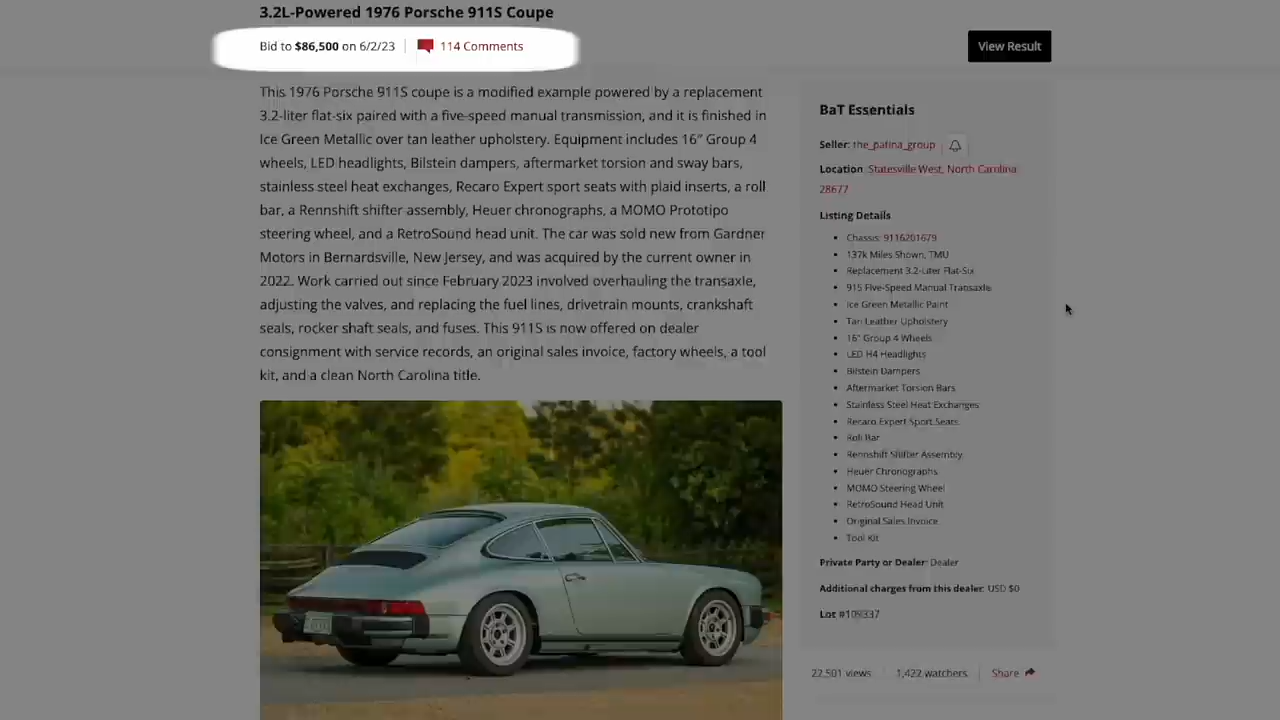 3.2L-Powered 1976 Porsche 911S Coupe
Bid to $86,500 on 6/2/23
114 Comments
View Result
This 1976 Porsche 911S coupe is a modified example powered by a replacement
3.2-liter flat-six paired with a five-speed manual transmission, and it is finished in
Ice Green Metallic over tan leather upholstery. Equipment includes 16″ Group 4
wheels, LED headlights, Bilstein dampers, aftermarket torsion and sway bars,
stainless steel heat exchanges, Recaro Expert sport seats with plaid inserts, a roll
bar, a Rennshift shifter assembly, Heuer chronographs, a MOMO Prototipo
steering wheel, and a RetroSound head unit. The car was sold new from Gardner
Motors in Bernardsville, New Jersey, and was acquired by the current owner in
2022. Work carried out since February 2023 involved overhauling the transaxle,
adjusting the valves, and replacing the fuel lines, drivetrain mounts, crankshaft
seals, rocker shaft seals, and fuses. This 911S is now offered on dealer
consignment with service records, an original sales invoice, factory wheels, a tool
kit, and a clean North Carolina title.
BaT Essentials
Seller: the_patina_group
Location: Statesville West, North Carolina
28677
Listing Details
Chassis: 9116201679
137k Miles Shown, TMU
Replacement 3.2-Liter Flat-Six
915 Five-Speed Manual Transaxle
Ice Green Metallic Paint
Tan Leather Upholstery
16″ Group 4 Wheels
LED H4 Headlights
Bilstein Dampers
Aftermarket Torsion Bars
Stainless Steel Heat Exchanges
Recaro Expert Sport Seats
Roll Bar
Rennshift Shifter Assembly
Heuer Chronographs
MOMO Steering Wheel
RetroSound Head Unit
Original Sales Invoice
Tool Kit
Private Party or Dealer: Dealer
Additional charges from this dealer: USD $0
Lot #109337
22,501 views
1,422 watchers
Share